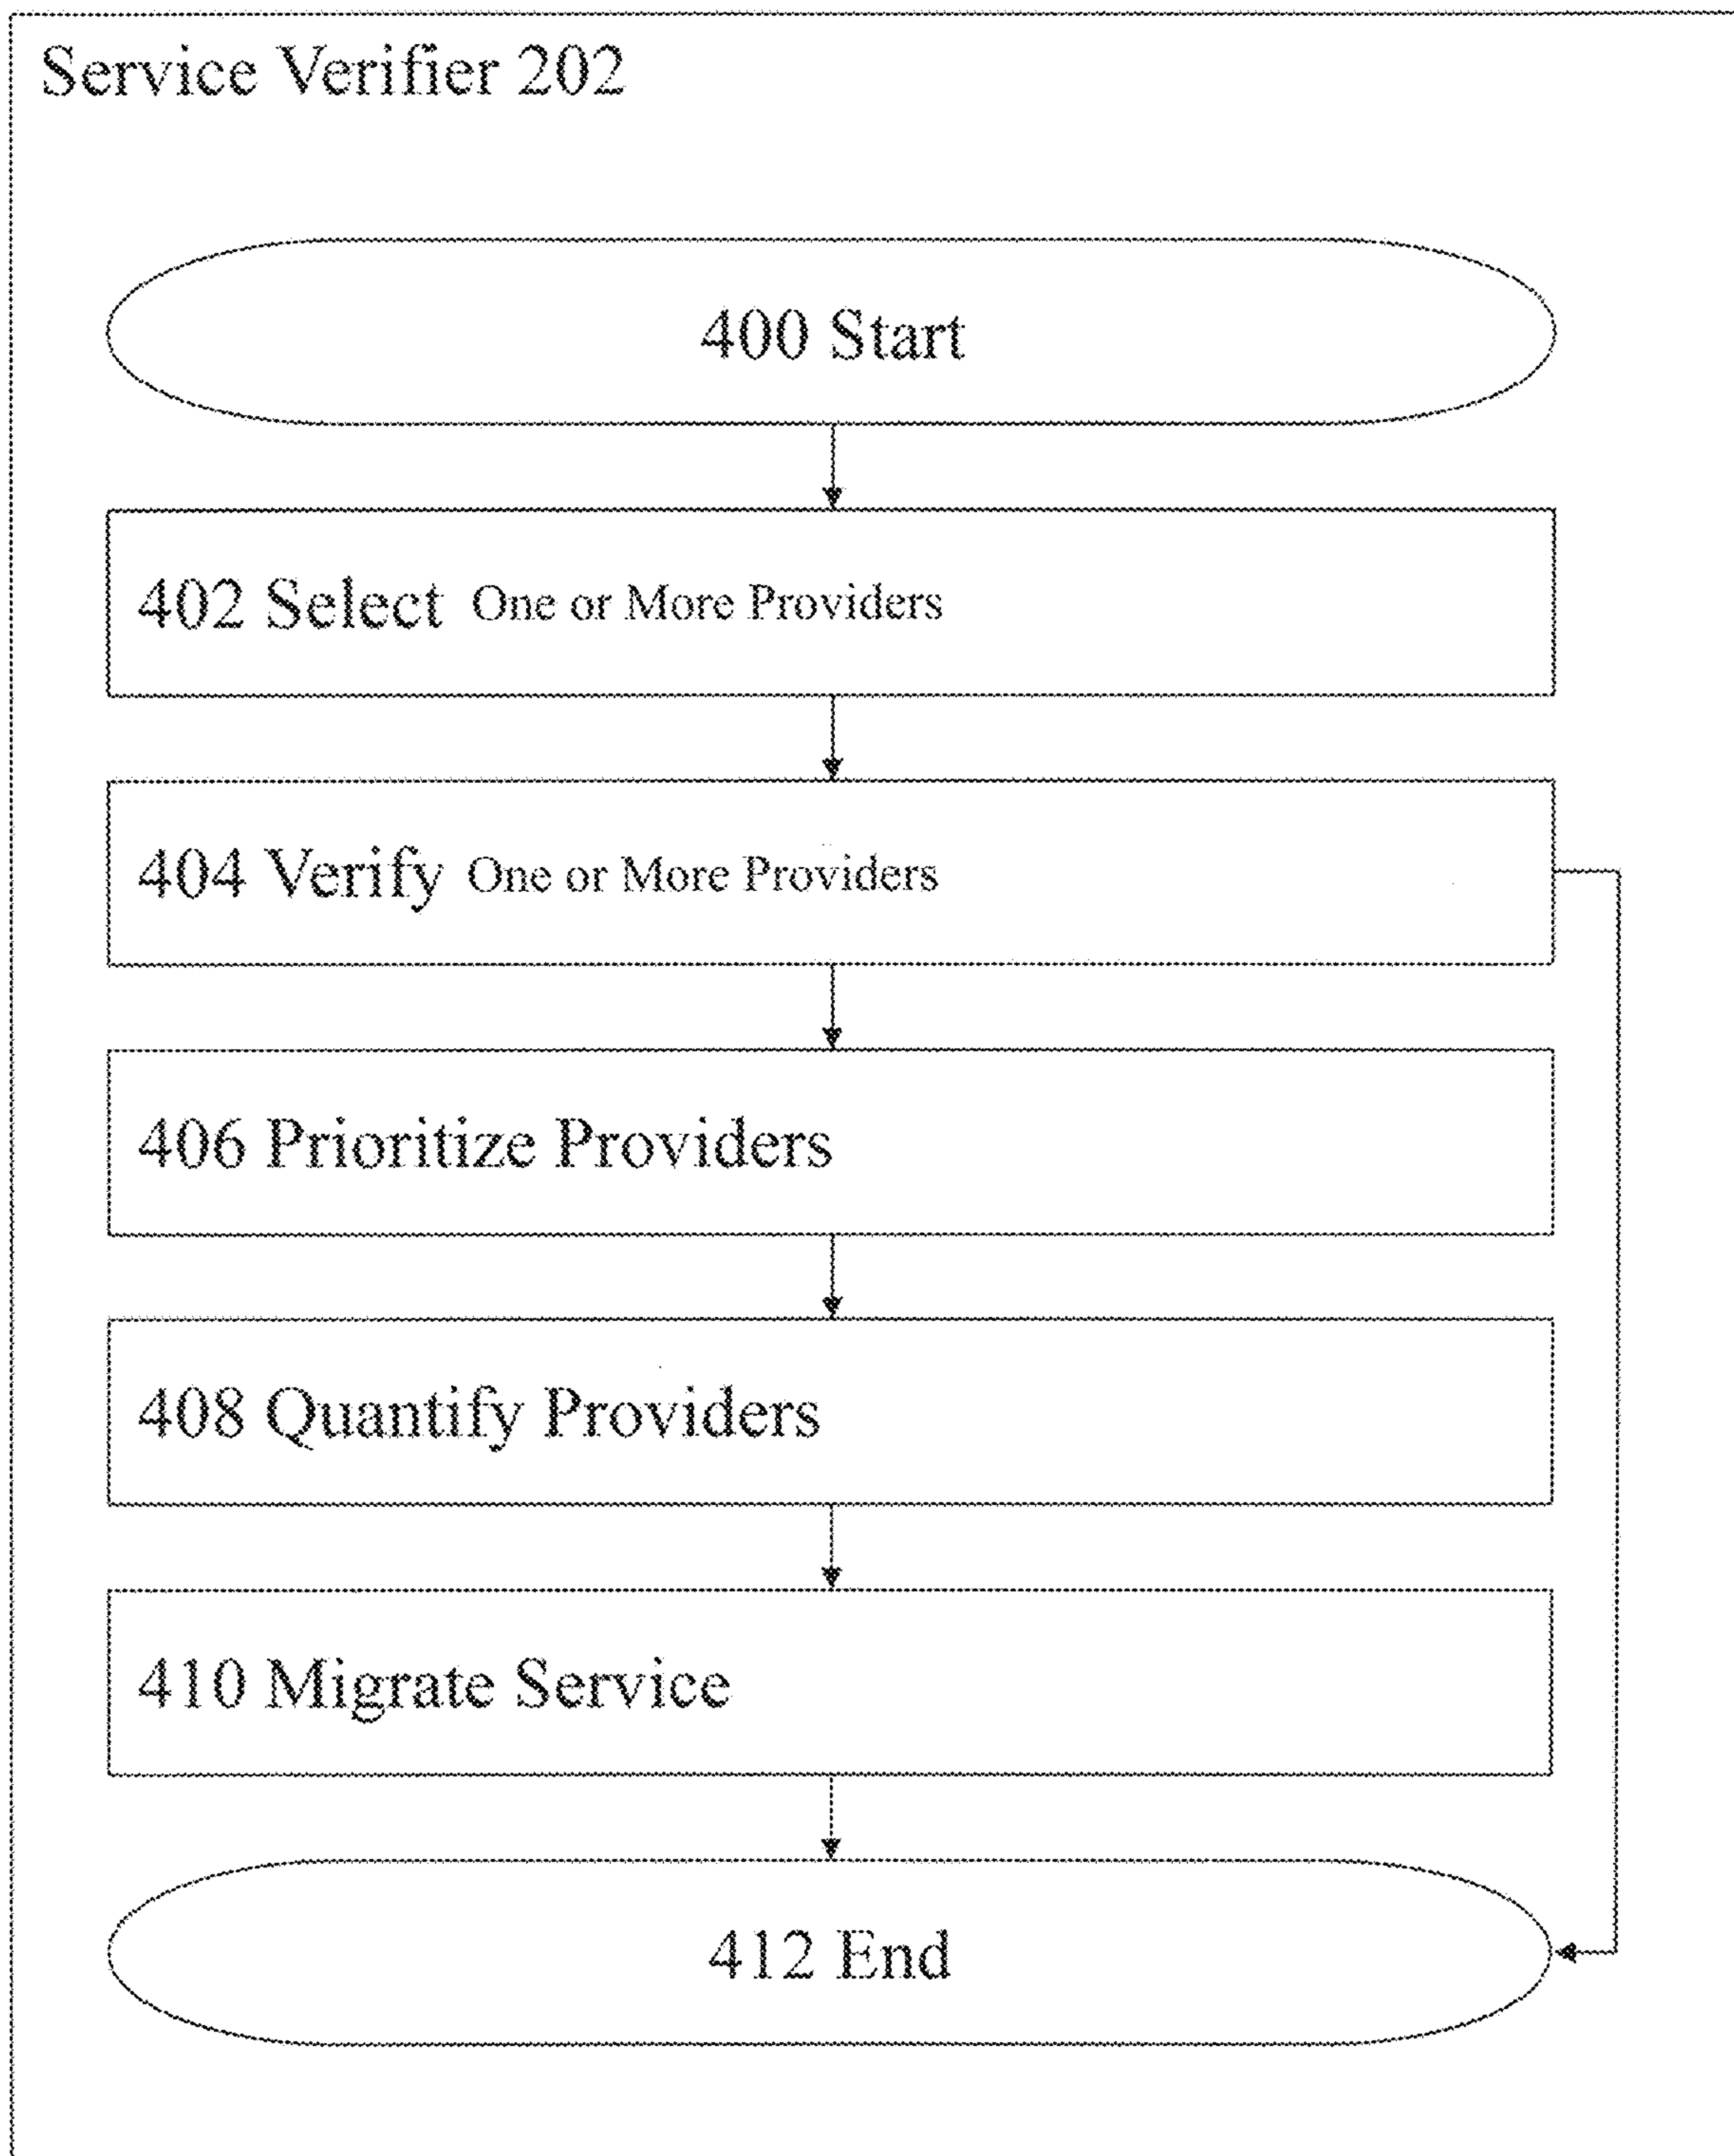 Service Verifier 202
400 Start
402 Select One or More Providers
404 Verify One or More Providers
406 Prioritize Providers
408 Quantify Providers
410 Migrate Service
412 End